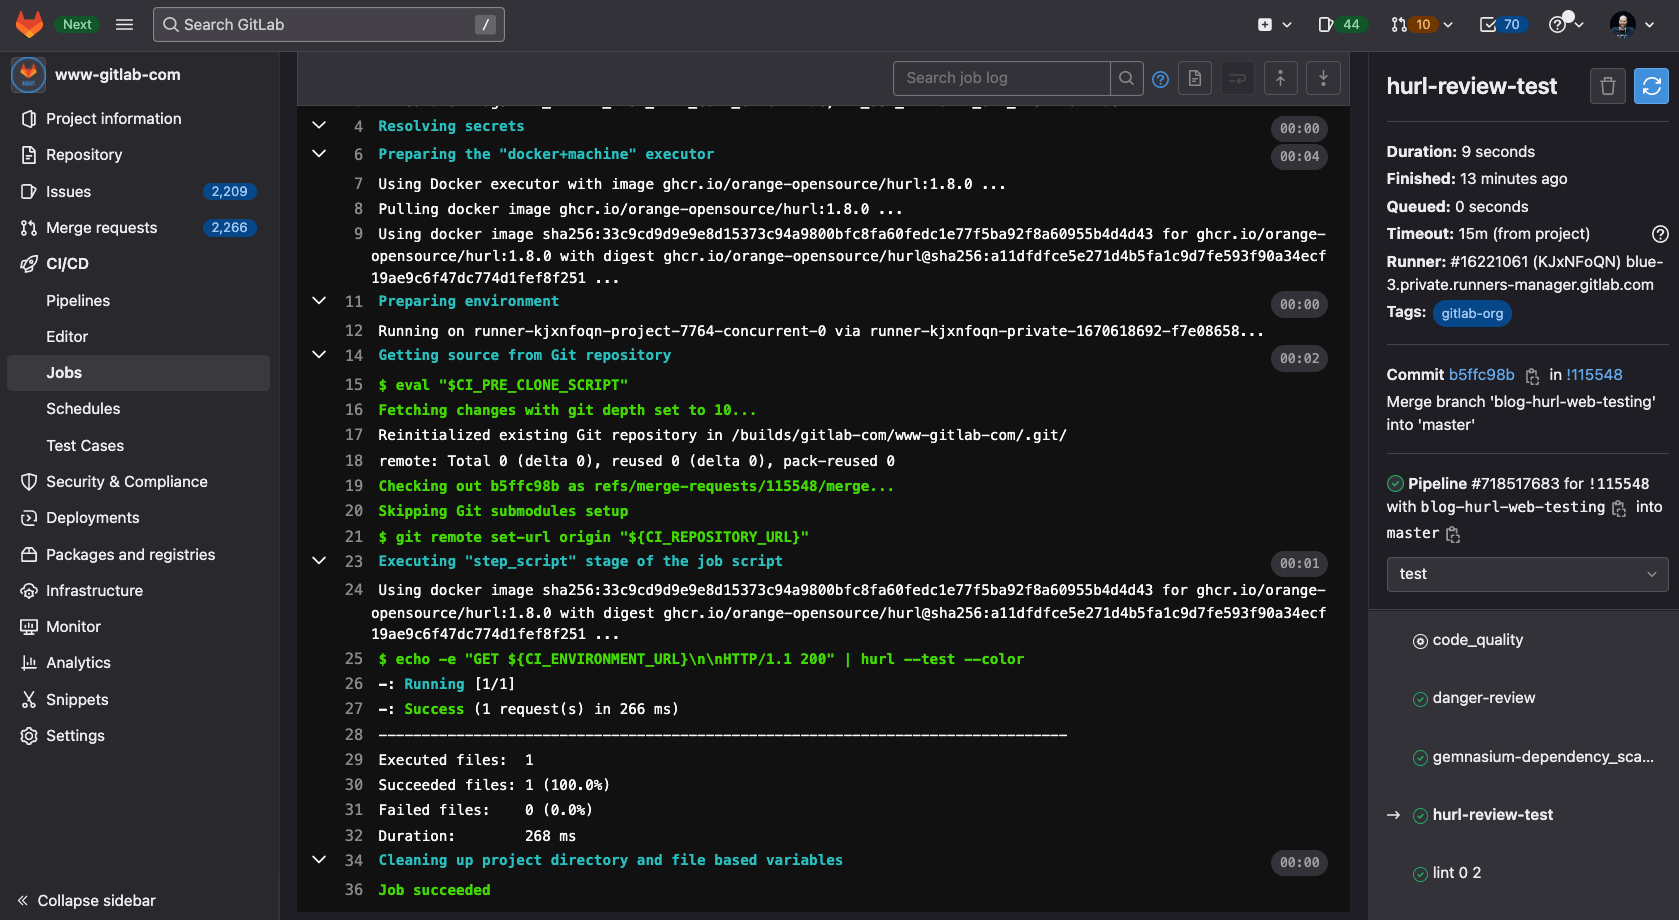 Next
Search GitLab
/
44
10
70
www-gitlab-com
Project information
Repository
Issues
2,209
Merge requests
2,266
CI/CD
Pipelines
Editor
Jobs
Schedules
Test Cases
Security & Compliance
Deployments
Packages and registries
Infrastructure
Monitor
Analytics
Snippets
Settings
Collapse sidebar
Search job log
4 Resolving secrets 00:00
6 Preparing the "docker+machine" executor 00:04
7 Using Docker executor with image ghcr.io/orange-opensource/hurl:1.8.0 ...
8 Pulling docker image ghcr.io/orange-opensource/hurl:1.8.0 ...
9 Using docker image sha256:33c9cd9d9e9e8d15373c94a9800bfc8fa60fedc1e77f5ba92f8a60955b4d4d43 for ghcr.io/orange-
opensource/hurl:1.8.0 with digest ghcr.io/orange-opensource/hurl@sha256:a11dfdfce5e271d4b5fa1c9d7fe593f90a34ecf
19ae9c6f47dc774d1fef8f251 ...
11 Preparing environment 00:00
12 Running on runner-kjxnfoqn-project-7764-concurrent-0 via runner-kjxnfoqn-private-1670618692-f7e08658...
14 Getting source from Git repository 00:02
15 $ eval "$CI_PRE_CLONE_SCRIPT"
16 Fetching changes with git depth set to 10...
17 Reinitialized existing Git repository in /builds/gitlab-com/www-gitlab-com/.git/
18 remote: Total 0 (delta 0), reused 0 (delta 0), pack-reused 0
19 Checking out b5ffc98b as refs/merge-requests/115548/merge...
20 Skipping Git submodules setup
21 $ git remote set-url origin "${CI_REPOSITORY_URL}"
23 Executing "step_script" stage of the job script 00:01
24 Using docker image sha256:33c9cd9d9e9e8d15373c94a9800bfc8fa60fedc1e77f5ba92f8a60955b4d4d43 for ghcr.io/orange-
opensource/hurl:1.8.0 with digest ghcr.io/orange-opensource/hurl@sha256:a11dfdfce5e271d4b5fa1c9d7fe593f90a34ecf
19ae9c6f47dc774d1fef8f251 ...
25 $ echo -e "GET ${CI_ENVIRONMENT_URL}\n\nHTTP/1.1 200" | hurl --test --color
26 -: Running [1/1]
27 -: Success (1 request(s) in 266 ms)
28 --------------------------------------------------------------------------------
29 Executed files: 1
30 Succeeded files: 1 (100.0%)
31 Failed files: 0 (0.0%)
32 Duration: 268 ms
34 Cleaning up project directory and file based variables 00:00
36 Job succeeded
hurl-review-test
Duration: 9 seconds
Finished: 13 minutes ago
Queued: 0 seconds
Timeout: 15m (from project)
Runner: #16221061 (KJxNFoQN) blue-
3.private.runners-manager.gitlab.com
Tags: gitlab-org
Commit b5ffc98b in !115548
Merge branch 'blog-hurl-web-testing'
into 'master'
Pipeline #718517683 for !115548
with blog-hurl-web-testing into
master
test
code_quality
danger-review
gemnasium-dependency_sca...
→ hurl-review-test
lint 0 2